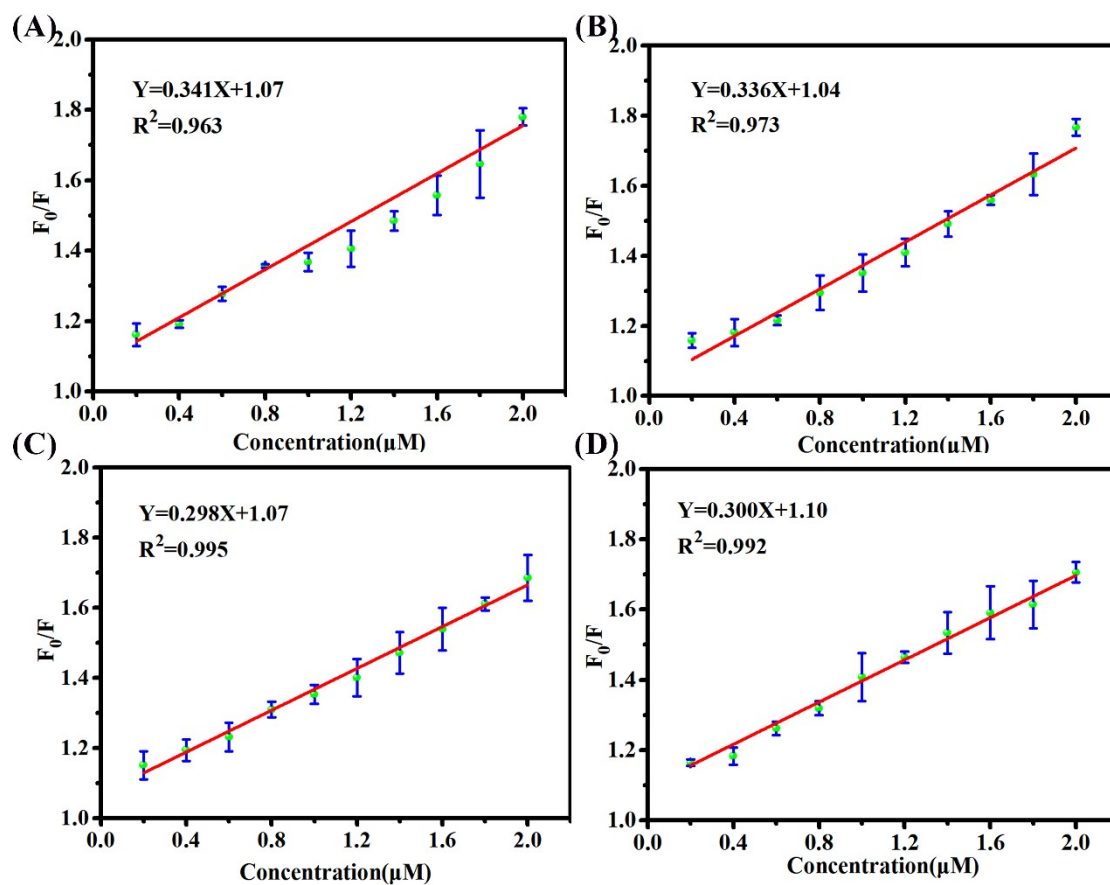 (A)
2.0
Y=0.341X+1.07
1.8
R²=0.963
F₀/F
1.6
1.4
1.2
1.0
0.0 0.4 0.8 1.2 1.6 2.0
Concentration(μM)
(B)
2.0
Y=0.336X+1.04
1.8
R²=0.973
F₀/F
1.6
1.4
1.2
1.0
0.0 0.4 0.8 1.2 1.6 2.0
Concentration(μM)
(C)
2.0
Y=0.298X+1.07
1.8
R²=0.995
F₀/F
1.6
1.4
1.2
1.0
0.0 0.4 0.8 1.2 1.6 2.0
Concentration(μM)
(D)
2.0
Y=0.300X+1.10
1.8
R²=0.992
F₀/F
1.6
1.4
1.2
1.0
0.0 0.4 0.8 1.2 1.6 2.0
Concentration(μM)